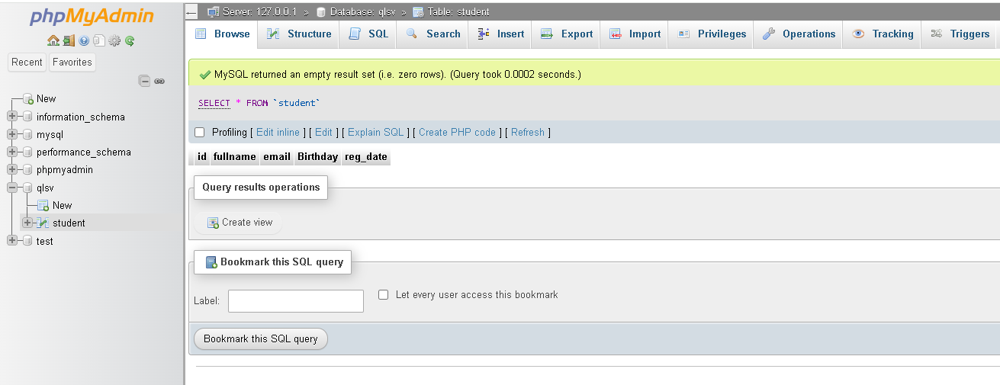 phpMyAdmin
Recent Favorites
New
information_schema
mysql
performance_schema
phpmyadmin
qlsv
New
student
test
Server: 127.0.0.1 » Database: qlsv » Table: student
Browse Structure SQL Search Insert Export Import Privileges Operations Tracking Triggers
MySQL returned an empty result set (i.e. zero rows). (Query took 0.0002 seconds.)
SELECT * FROM `student`
Profiling [ Edit inline ] [ Edit ] [ Explain SQL ] [ Create PHP code ] [ Refresh ]
id fullname email Birthday reg_date
Query results operations
Create view
Bookmark this SQL query
Label: Let every user access this bookmark
Bookmark this SQL query